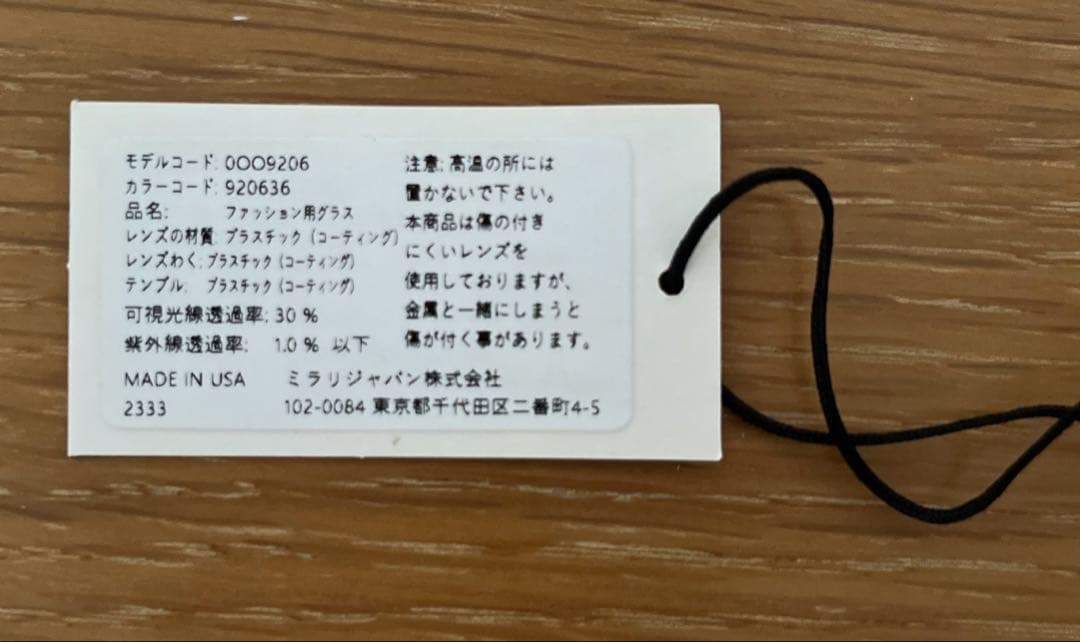 モデルコード: 0OO9206
カラーコード: 920636
品名: ファッション用グラス
レンズの材質: プラスチック (コーティング)
レンズわく: プラスチック (コーティング)
テンプル: プラスチック (コーティング)
可視光線透過率: 30 %
紫外線透過率: 1.0 % 以下
MADE IN USA
2333
注意: 高温の所には
置かないで下さい。
本商品は傷の付き
にくいレンズを
使用しておりますが、
金属と一緒にしまうと
傷が付く事があります。
ミラリジャパン株式会社
102-0084 東京都千代田区二番町4-5